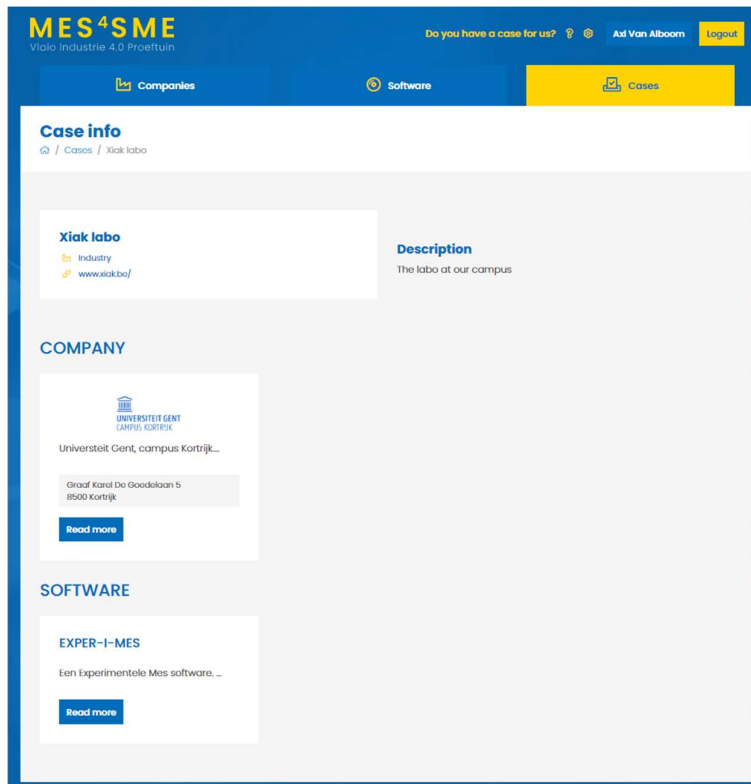 MES4SME
Vlaio Industrie 4.0 Proeftuin
Do you have a case for us?
Axl Van Alboom
Logout
Companies
Software
Cases
Case info
/ Cases / Xiak labo
Xiak labo
Industry
www.xiak.be/
Description
The labo at our campus
COMPANY
UNIVERSITEIT GENT
CAMPUS KORTRIJK
Universteit Gent, campus Kortrijk....
Graaf Karel De Goedelaan 5
8500 Kortrijk
Read more
SOFTWARE
EXPER-I-MES
Een Experimentele Mes software. ...
Read more